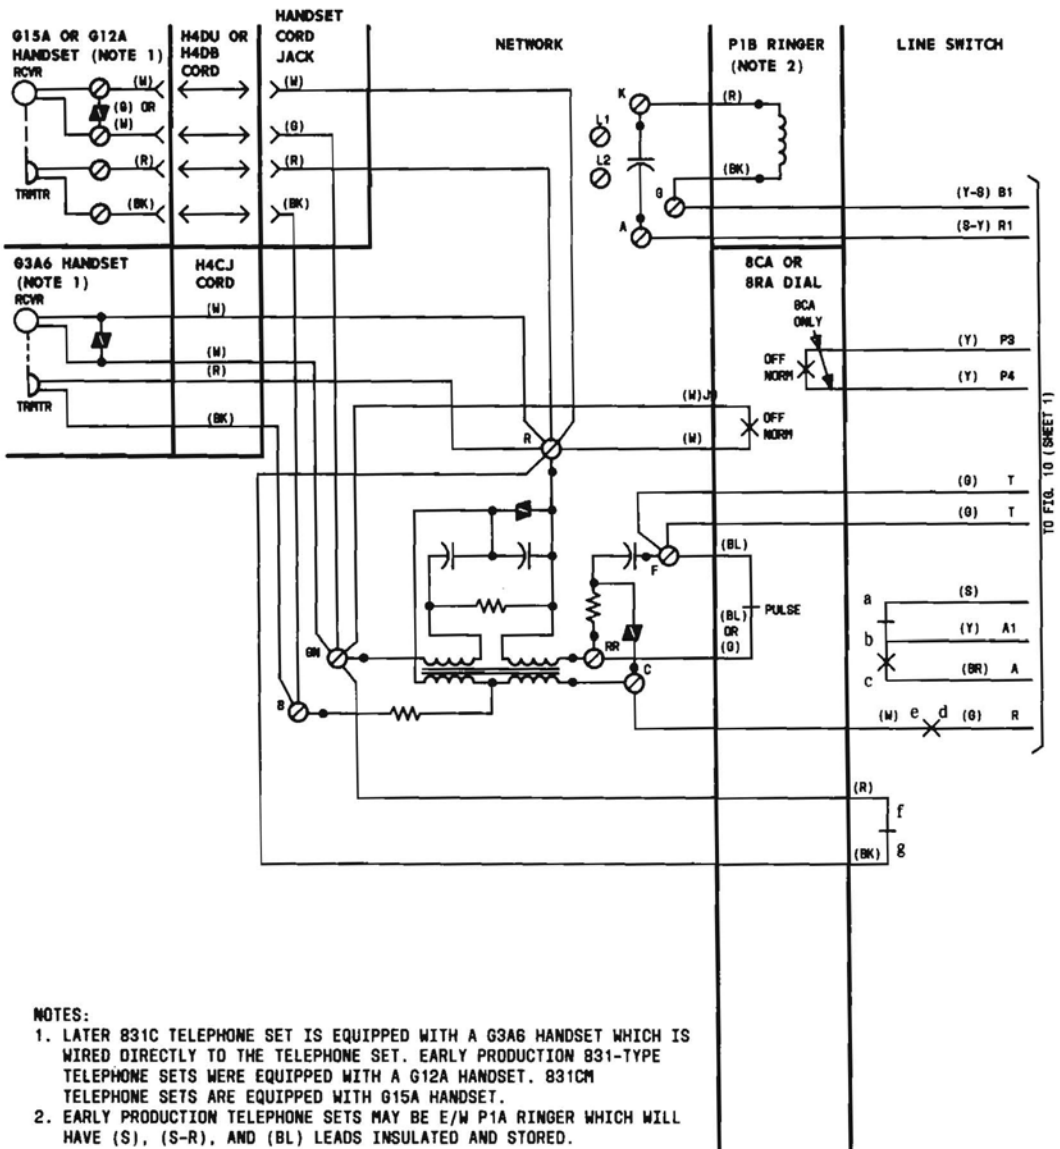 G15A OR G12A
HANDSET (NOTE 1)
H4DU OR
H4DB
CORD
HANDSET
CORD
JACK
NETWORK
P1B RINGER
(NOTE 2)
LINE SWITCH
RCVR
(W)
(G) OR
(W)
(R)
TRMTR
(BK)
(W)
(G)
(R)
(BK)
K
L1
L2
G
A
(R)
(BK)
(Y-S) B1
(S-Y) R1
G3A6 HANDSET
(NOTE 1)
RCVR
H4CJ
CORD
(W)
(W)
(R)
TRMTR
(BK)
8CA OR
8RA DIAL
8CA
ONLY
OFF
NORM
(Y) P3
(Y) P4
(W)
OFF
NORM
R
(W)
(G) T
(G) T
TO FIG. 10 (SHEET 1)
F
(BL)
PULSE
(BL)
OR
(G)
GN
RR
C
B
a
(S)
b
(Y) A1
c
(BR) A
(W) e d (G) R
(R)
f
(BK)
g
NOTES:
1. LATER 831C TELEPHONE SET IS EQUIPPED WITH A G3A6 HANDSET WHICH IS
WIRED DIRECTLY TO THE TELEPHONE SET. EARLY PRODUCTION 831-TYPE
TELEPHONE SETS WERE EQUIPPED WITH A G12A HANDSET. 831CM
TELEPHONE SETS ARE EQUIPPED WITH G15A HANDSET.
2. EARLY PRODUCTION TELEPHONE SETS MAY BE E/W P1A RINGER WHICH WILL
HAVE (S), (S-R), AND (BL) LEADS INSULATED AND STORED.